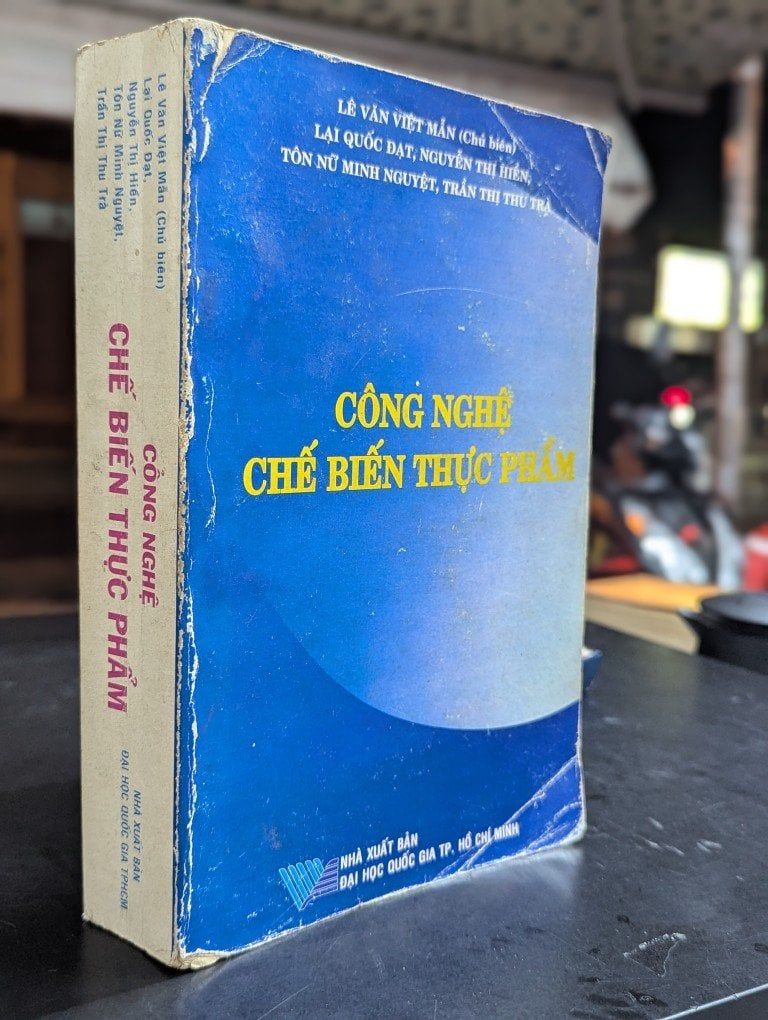 LÊ VĂN VIỆT MẪN (Chủ biên)
LẠI QUỐC ĐẠT, NGUYỄN THỊ HIỀN,
TÔN NỮ MINH NGUYỆT, TRẦN THỊ THU TRÀ
CÔNG NGHỆ
CHẾ BIẾN THỰC PHẨM
NHÀ XUẤT BẢN
ĐẠI HỌC QUỐC GIA TP. HỒ CHÍ MINH
Lê Văn Việt Mẫn (Chủ biên)
Lại Quốc Đạt,
Nguyễn Thị Hiền,
Tôn Nữ Minh Nguyệt,
Trần Thị Thu Trà
CÔNG NGHỆ
CHẾ BIẾN THỰC PHẨM
NHÀ XUẤT BẢN
ĐẠI HỌC QUỐC GIA TPHCM